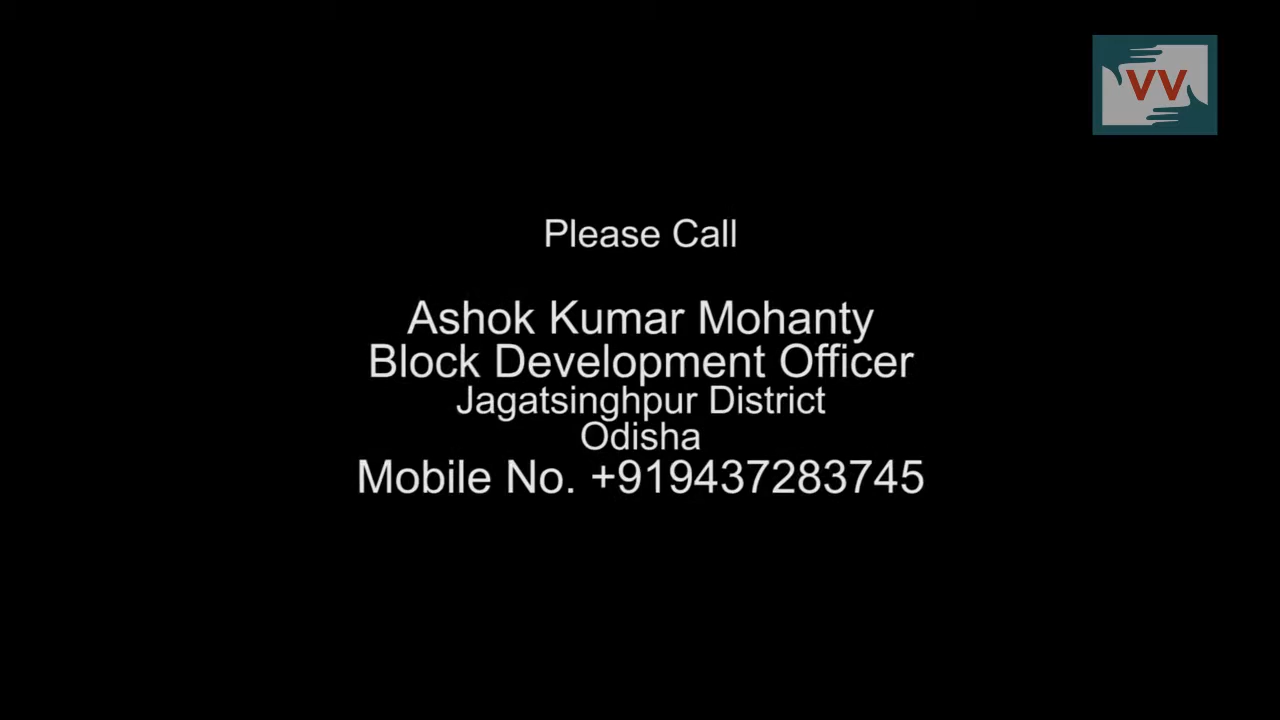 VV
Please Call
Ashok Kumar Mohanty
Block Development Officer
Jagatsinghpur District
Odisha
Mobile No. +919437283745